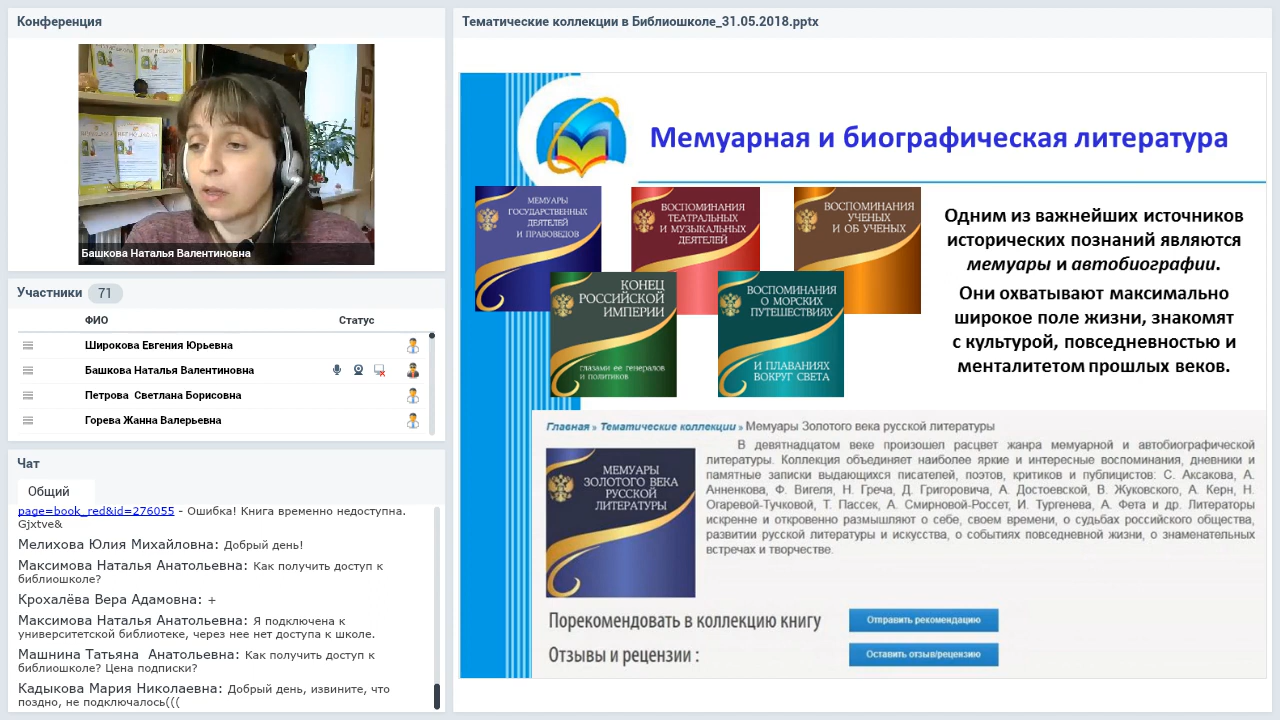 Конференция
Башкова Наталья Валентиновна
Участники 71
ФИО Статус
Широкова Евгения Юрьевна
Башкова Наталья Валентиновна
Петрова Светлана Борисовна
Горева Жанна Валерьевна
Чат
Общий
page=book_red&id=276055 - Ошибка! Книга временно недоступна.
Gjxtve&
Мелихова Юлия Михайловна: Добрый день!
Максимова Наталья Анатольевна: Как получить доступ к
библиошколе?
Крохалёва Вера Адамовна: +
Максимова Наталья Анатольевна: Я подключена к
университетской библиотеке, через нее нет доступа к школе.
Машнина Татьяна Анатольевна: Как получить доступ к
библиошколе? Цена подписки?
Кадыкова Мария Николаевна: Добрый день, извините, что
поздно, не подключалось(((
Тематические коллекции в Библиошколе_31.05.2018.pptx
Мемуарная и биографическая литература
МЕМУАРЫ
ГОСУДАРСТВЕННЫХ
ДЕЯТЕЛЕЙ
И ПРАВОВЕДОВ
ВОСПОМИНАНИЯ
ТЕАТРАЛЬНЫХ
И МУЗЫКАЛЬНЫХ
ДЕЯТЕЛЕЙ
ВОСПОМИНАНИЯ
УЧЕНЫХ
И ОБ УЧЕНЫХ
КОНЕЦ
РОССИЙСКОЙ
ИМПЕРИИ
глазами ее генералов
и политиков
ВОСПОМИНАНИЯ
О МОРСКИХ
ПУТЕШЕСТВИЯХ
И ПЛАВАНИЯХ
ВОКРУГ СВЕТА
Одним из важнейших источников
исторических познаний являются
мемуары и автобиографии.
Они охватывают максимально
широкое поле жизни, знакомят
с культурой, повседневностью и
менталитетом прошлых веков.
Главная » Тематические коллекции » Мемуары Золотого века русской литературы
МЕМУАРЫ
ЗОЛОТОГО ВЕКА
РУССКОЙ
ЛИТЕРАТУРЫ
В девятнадцатом веке произошел расцвет жанра мемуарной и автобиографической
литературы. Коллекция объединяет наиболее яркие и интересные воспоминания, дневники и
памятные записки выдающихся писателей, поэтов, критиков и публицистов: С. Аксакова, А.
Анненкова, Ф. Вигеля, Н. Греча, Д. Григоровича, А. Достоевской, В. Жуковского, А. Керн, Н.
Огаревой-Тучковой, Т. Пассек, А. Смирновой-Россет, И. Тургенева, А. Фета и др. Литераторы
искренне и откровенно размышляют о себе, своем времени, о судьбах российского общества,
развитии русской литературы и искусства, о событиях повседневной жизни, о знаменательных
встречах и творчестве.
Порекомендовать в коллекцию книгу Отправить рекомендацию
Отзывы и рецензии : Оставить отзыв/рецензию